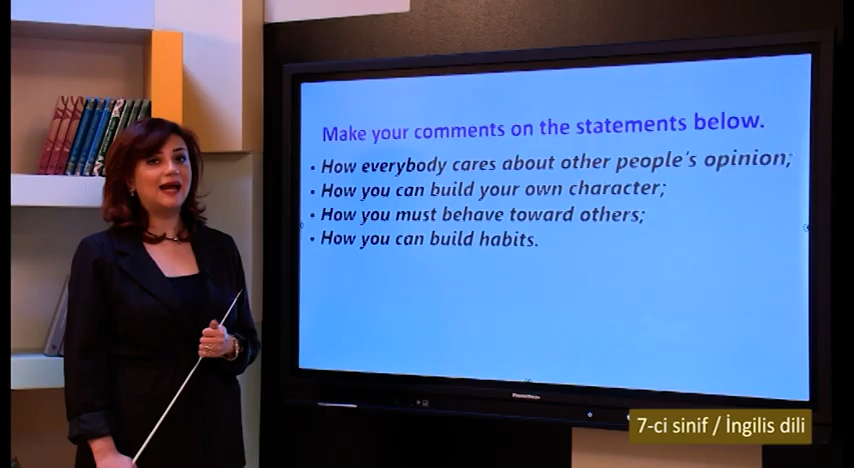 Make your comments on the statements below.
• How everybody cares about other people's opinion;
• How you can build your own character;
• How you must behave toward others;
• How you can build habits.
7-ci sinif / İngilis dili